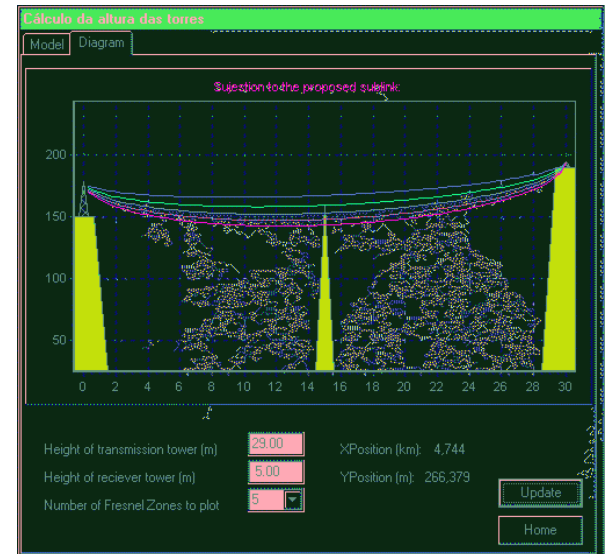 Cálculo da altura das torres
Model Diagram
Sujestion to the proposed sublink
200
150
100
50
0 2 4 6 8 10 12 14 16 18 20 22 24 26 28 30
Height of transmission tower (m) 29.00 XPosition (km): 4,744
Height of reciever tower (m) 5.00 YPosition (m): 266,379
Number of Fresnel Zones to plot 5
Update
Home